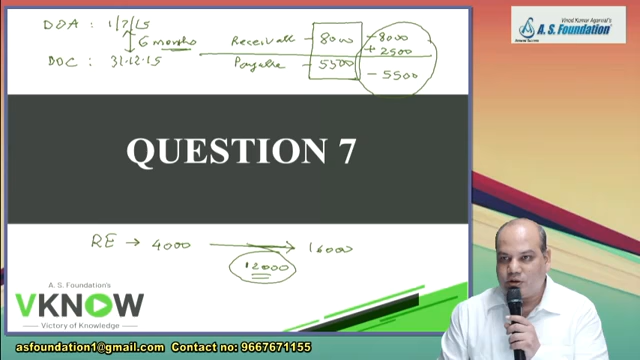 Vinod Kumar Agarwal's
A. S. Foundation
DOA : 1/7/15
6 months
DOC : 31.12.15
Receivable - 8000 - 8000
+ 2500
Payable - 5500 - 5500
QUESTION 7
RE → 4000 → 16000
12000
A. S. Foundation's
VKNOW
- Victory of Knowledge -
asfoundation1@gmail.com Contact no: 9667671155